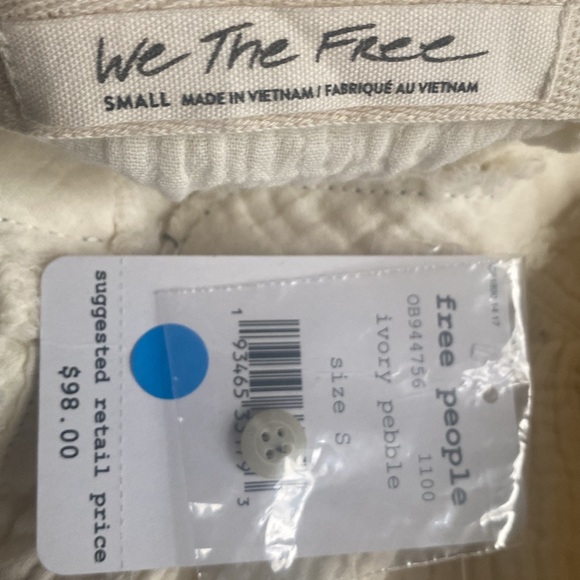 We The Free
SMALL MADE IN VIETNAM / FABRIQUÉ AU VIETNAM
free people
OB944756 1100
ivory pebble
size S
suggested retail price
$98.00